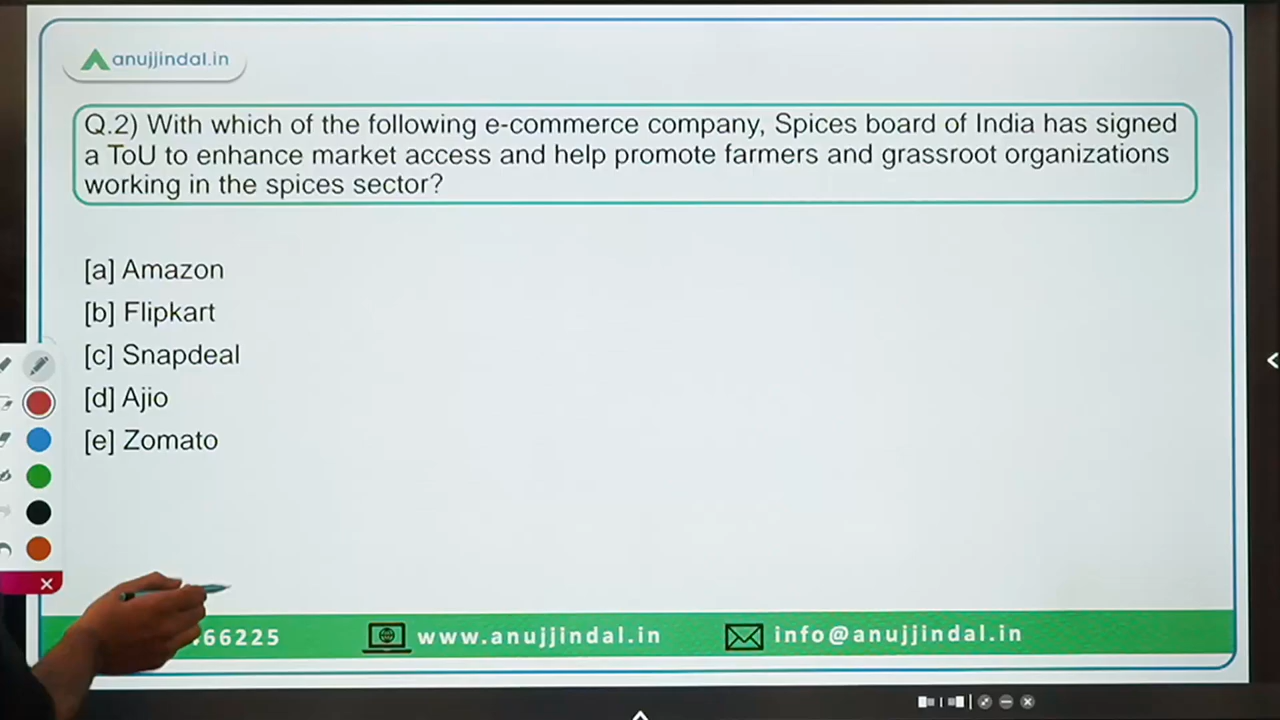 anujjindal.in
Q.2) With which of the following e-commerce company, Spices board of India has signed
a ToU to enhance market access and help promote farmers and grassroot organizations
working in the spices sector?
[a] Amazon
[b] Flipkart
[c] Snapdeal
[d] Ajio
[e] Zomato
66225
www.anujjindal.in
info@anujjindal.in